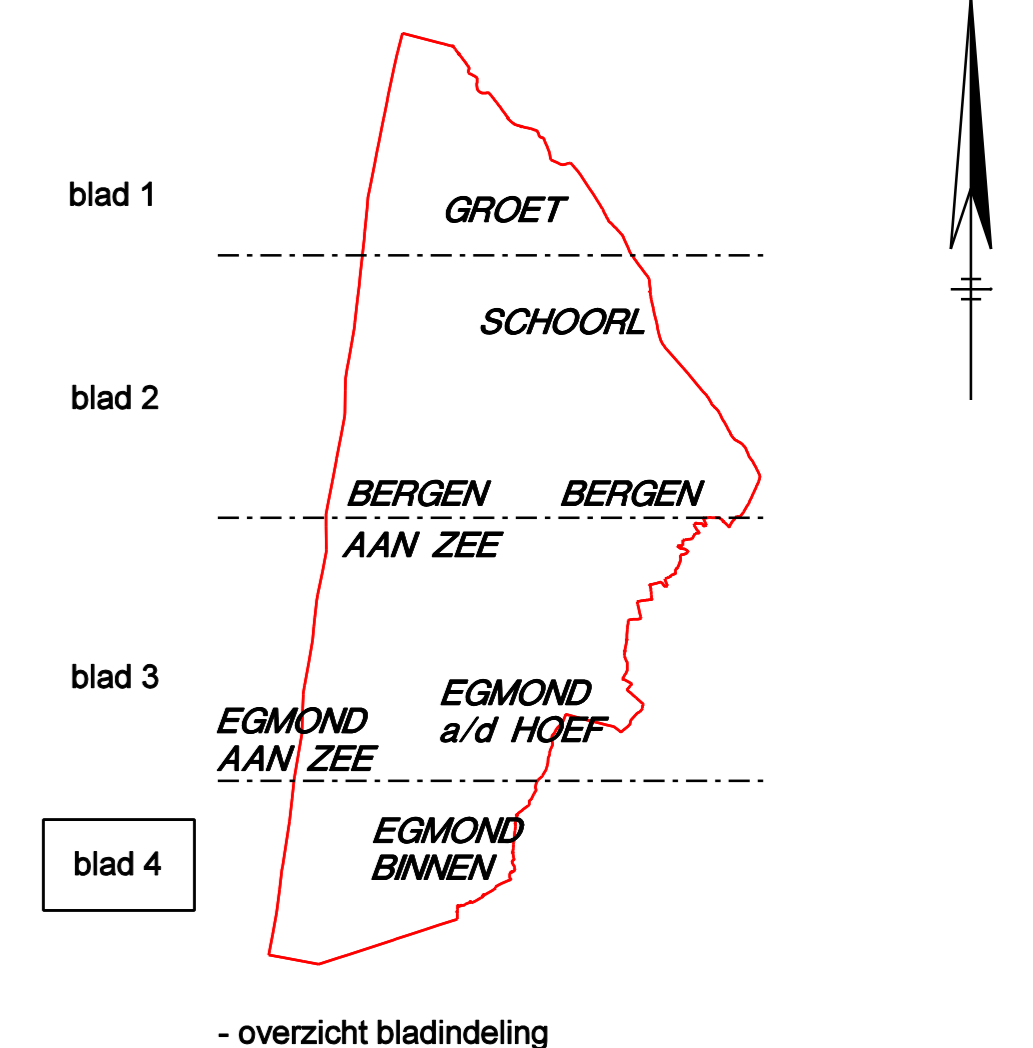 blad 1
GROET
SCHOORL
blad 2
BERGEN
AAN ZEE
BERGEN
blad 3
EGMOND
a/d HOEF
EGMOND
AAN ZEE
EGMOND
BINNEN
blad 4
- overzicht bladindeling